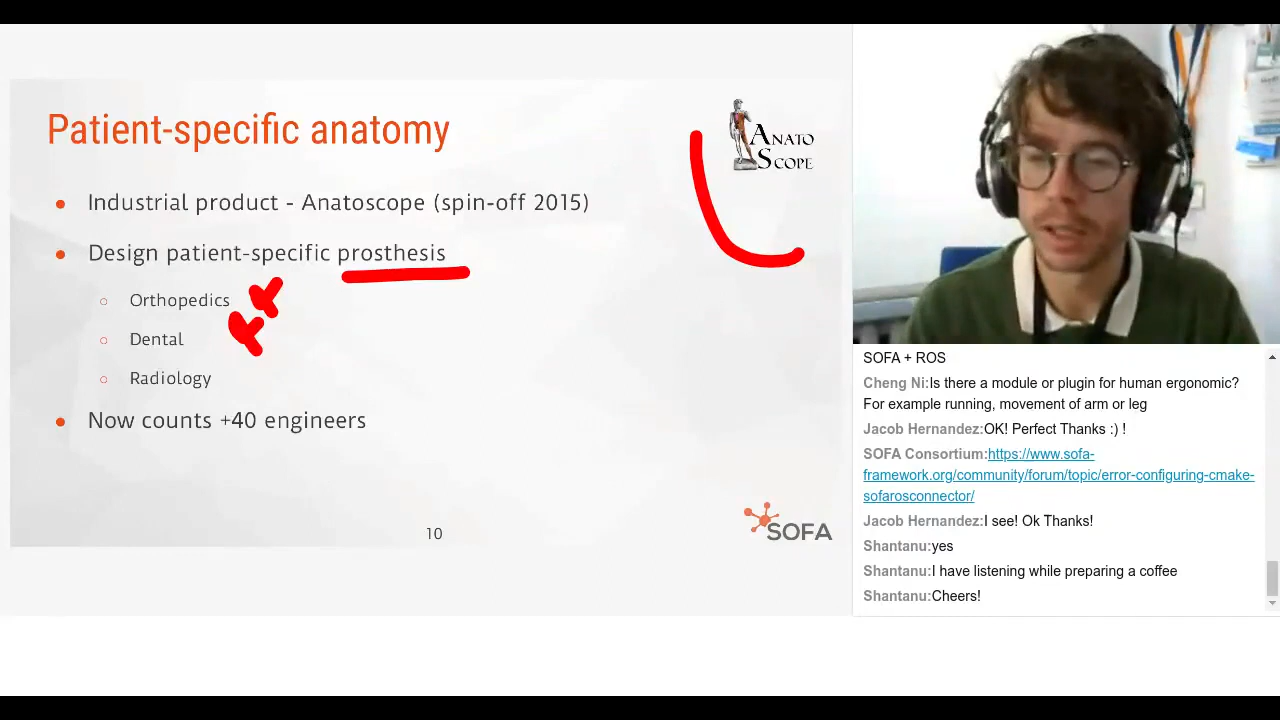 Patient-specific anatomy
ANATO
SCOPE
Industrial product - Anatoscope (spin-off 2015)
Design patient-specific prosthesis
Orthopedics
Dental
Radiology
Now counts +40 engineers
10
SOFA
SOFA + ROS
Cheng Ni:Is there a module or plugin for human ergonomic?
For example running, movement of arm or leg
Jacob Hernandez:OK! Perfect Thanks :) !
SOFA Consortium:https://www.sofa-
framework.org/community/forum/topic/error-configuring-cmake-
sofarosconnector/
Jacob Hernandez:I see! Ok Thanks!
Shantanu:yes
Shantanu:I have listening while preparing a coffee
Shantanu:Cheers!